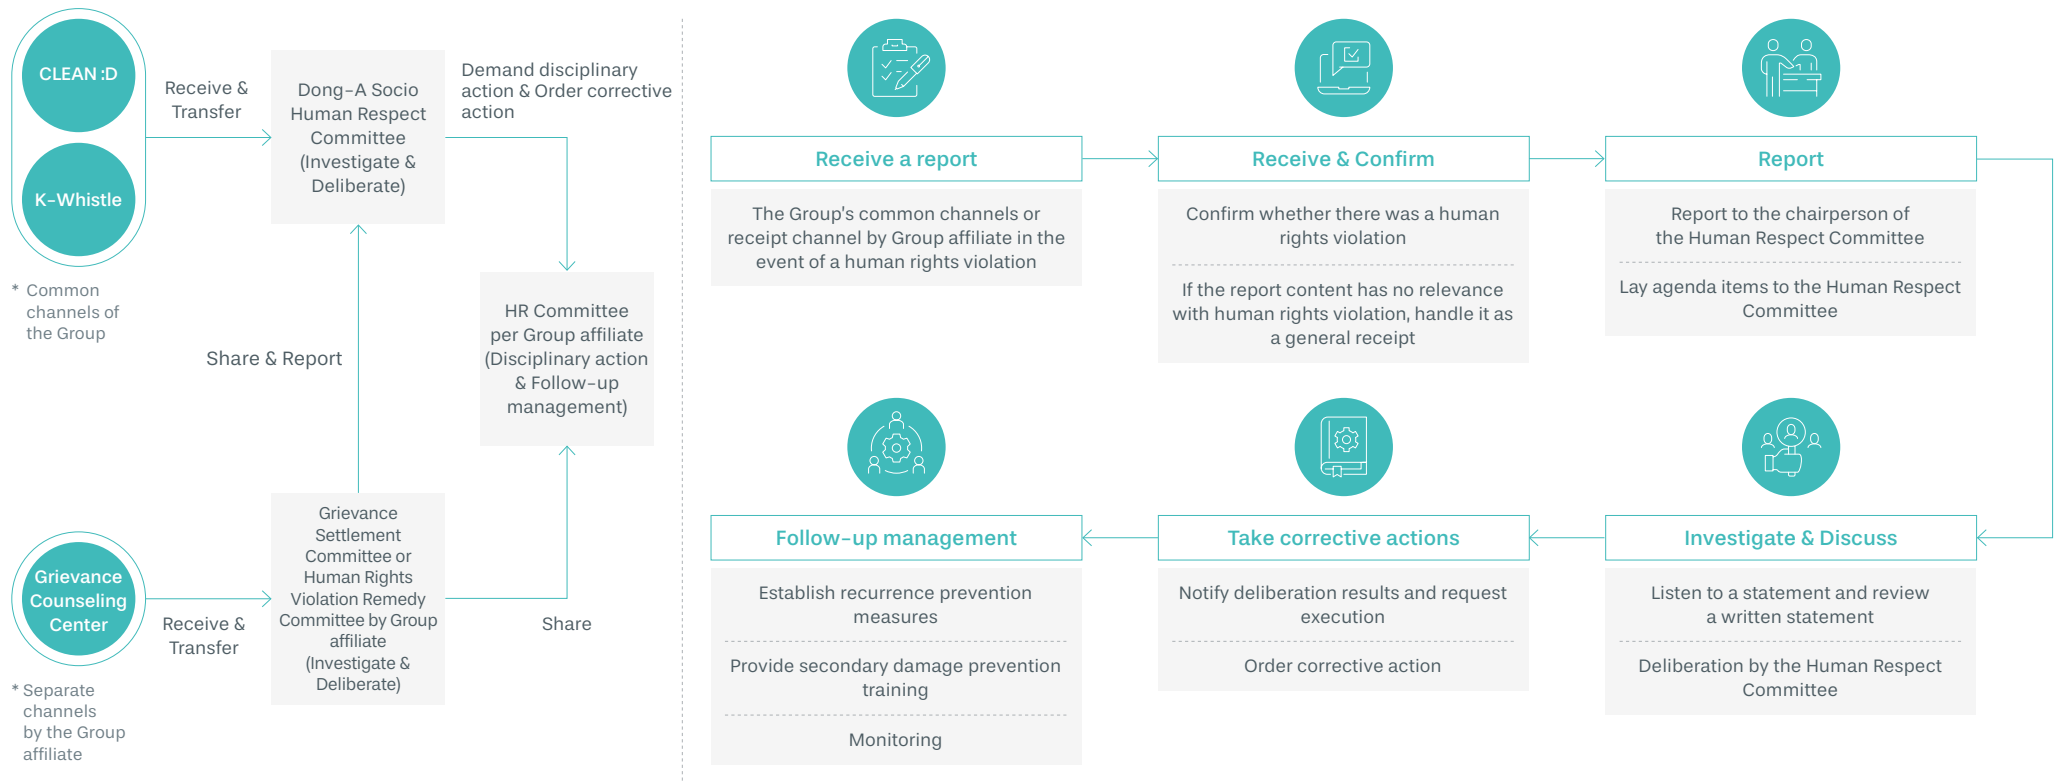 CLEAN :D
K-Whistle
* Common
channels of
the Group
Receive &
Transfer
Dong-A Socio
Human Respect
Committee
(Investigate &
Deliberate)
Demand disciplinary
action & Order corrective
action
HR Committee
per Group affiliate
(Disciplinary action
& Follow-up
management)
Share & Report
Grievance
Counseling
Center
* Separate
channels
by the Group
affiliate
Receive &
Transfer
Grievance
Settlement
Committee or
Human Rights
Violation Remedy
Committee by Group
affiliate
(Investigate &
Deliberate)
Share
Receive a report
The Group's common channels or
receipt channel by Group affiliate in the
event of a human rights violation
Receive & Confirm
Confirm whether there was a human
rights violation
If the report content has no relevance
with human rights violation, handle it as
a general receipt
Report
Report to the chairperson of
the Human Respect Committee
Lay agenda items to the Human Respect
Committee
Investigate & Discuss
Listen to a statement and review
a written statement
Deliberation by the Human Respect
Committee
Take corrective actions
Notify deliberation results and request
execution
Order corrective action
Follow-up management
Establish recurrence prevention
measures
Provide secondary damage prevention
training
Monitoring